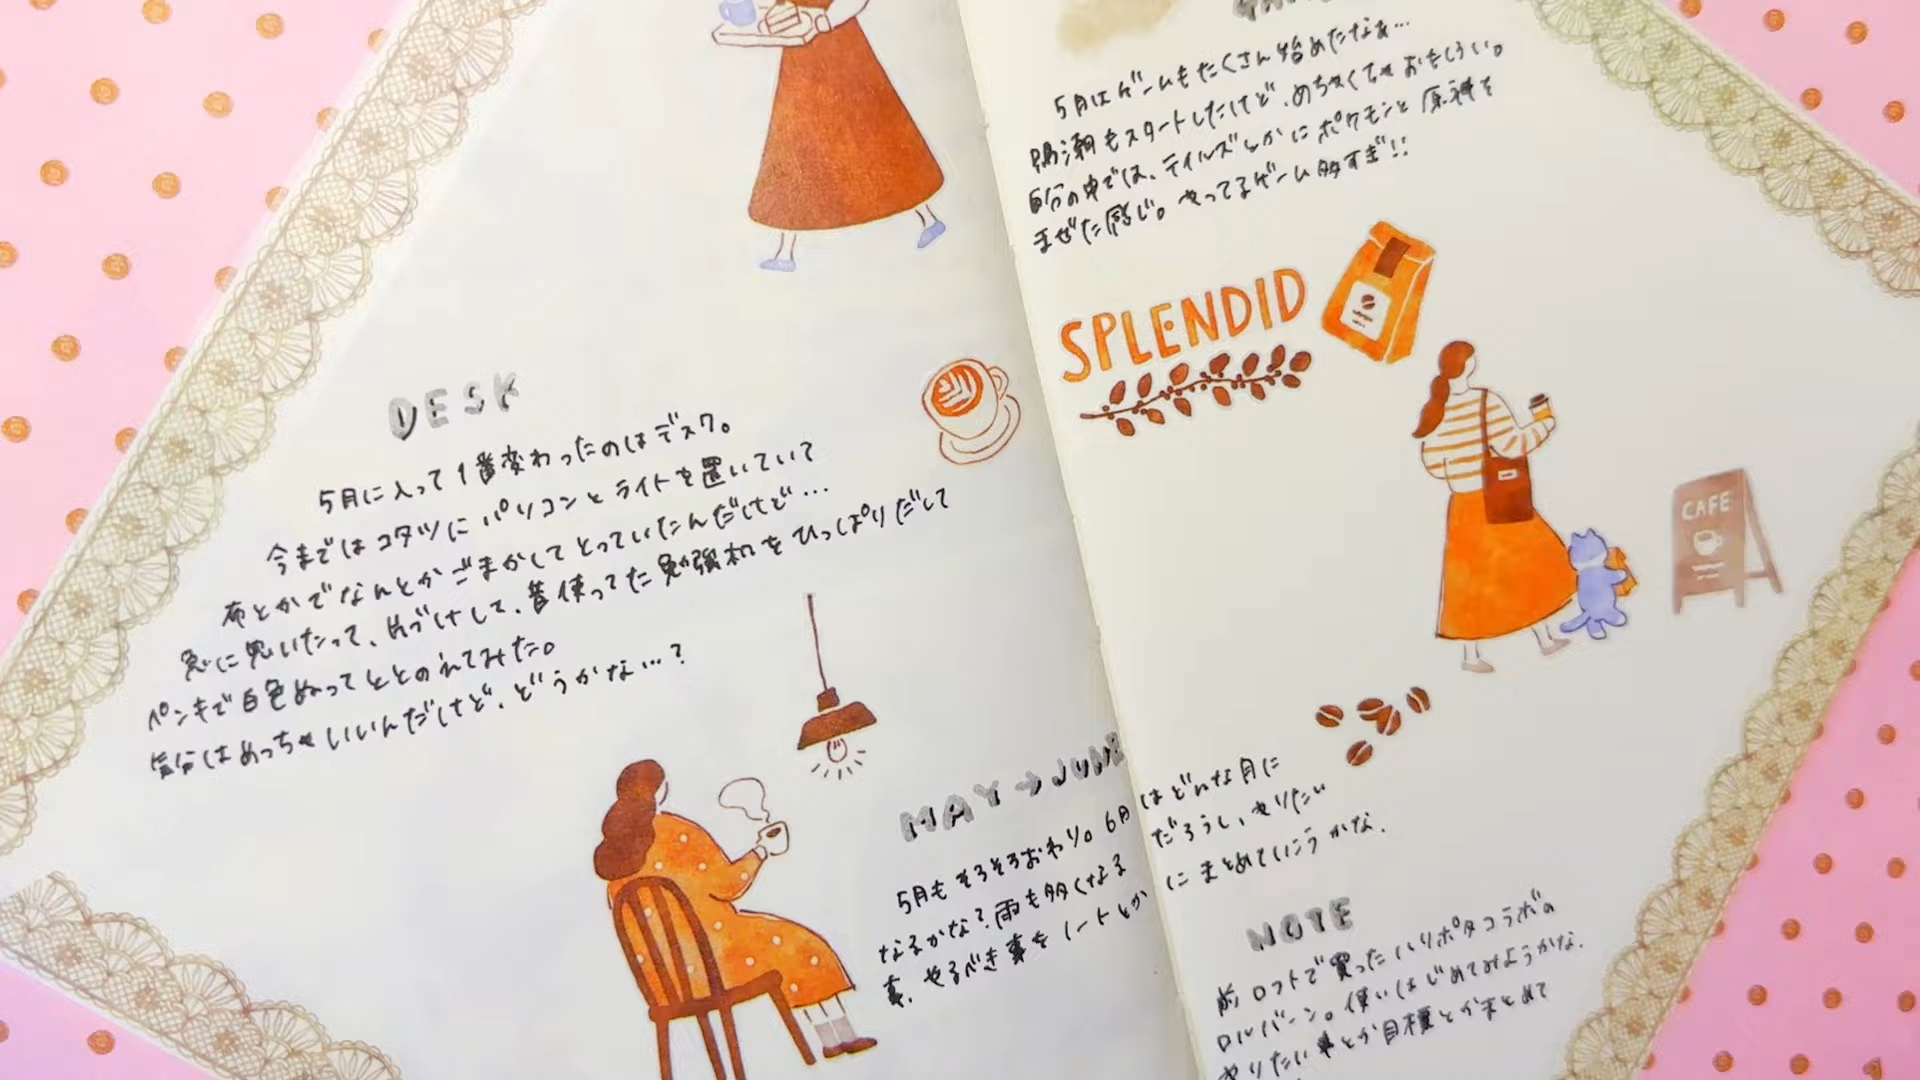 DESK
5月に入って1番変わったのはデスク。
今まではコタツにパソコンとライトを置いていて
布とかでなんとかごまかしてとっていたんだけど…
急に思いたって、片づけして、昔使ってた勉強机をひっぱりだして
ペンキで白色ぬってととのえてみた。
気分はめっちゃいいんだけど、どうかな…?
MAY→JUNE
5月もそろそろおわり。6月はどんな月に
なるかな?雨も多くなるだろうし、やりたい
事、やるべき事をノートとかにまとめていこうかな.
5月はゲームもたくさん始めたなぁ…
鳴潮もスタートしたけど、めちゃくちゃおもしろい。
自分の中では、テイルズとかにポケモンと原神を
まぜた感じ。やってるゲーム多すぎ!!
SPLENDID
CAFE
NOTE
前ロフトで買ったハリポタコラボの
ロルバーン。使いはじめてみようかな.
やりたい事とか目標とかまとめて